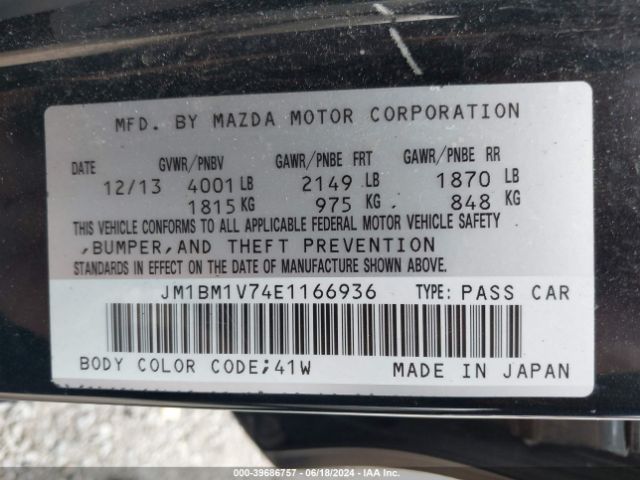 MFD. BY MAZDA MOTOR CORPORATION
DATE GVWR/PNBV GAWR/PNBE FRT GAWR/PNBE RR
12/13 4001 LB 2149 LB 1870 LB
1815 KG 975 KG 848 KG
THIS VEHICLE CONFORMS TO ALL APPLICABLE FEDERAL MOTOR VEHICLE SAFETY
,BUMPER,AND THEFT PREVENTION
STANDARDS IN EFFECT ON THE DATE OF MANUFACTURE SHOWN ABOVE.
JM1BM1V74E1166936 TYPE: PASS CAR
BODY COLOR CODE;41W MADE IN JAPAN
000-39686757 - 06/18/2024 - IAA Inc.